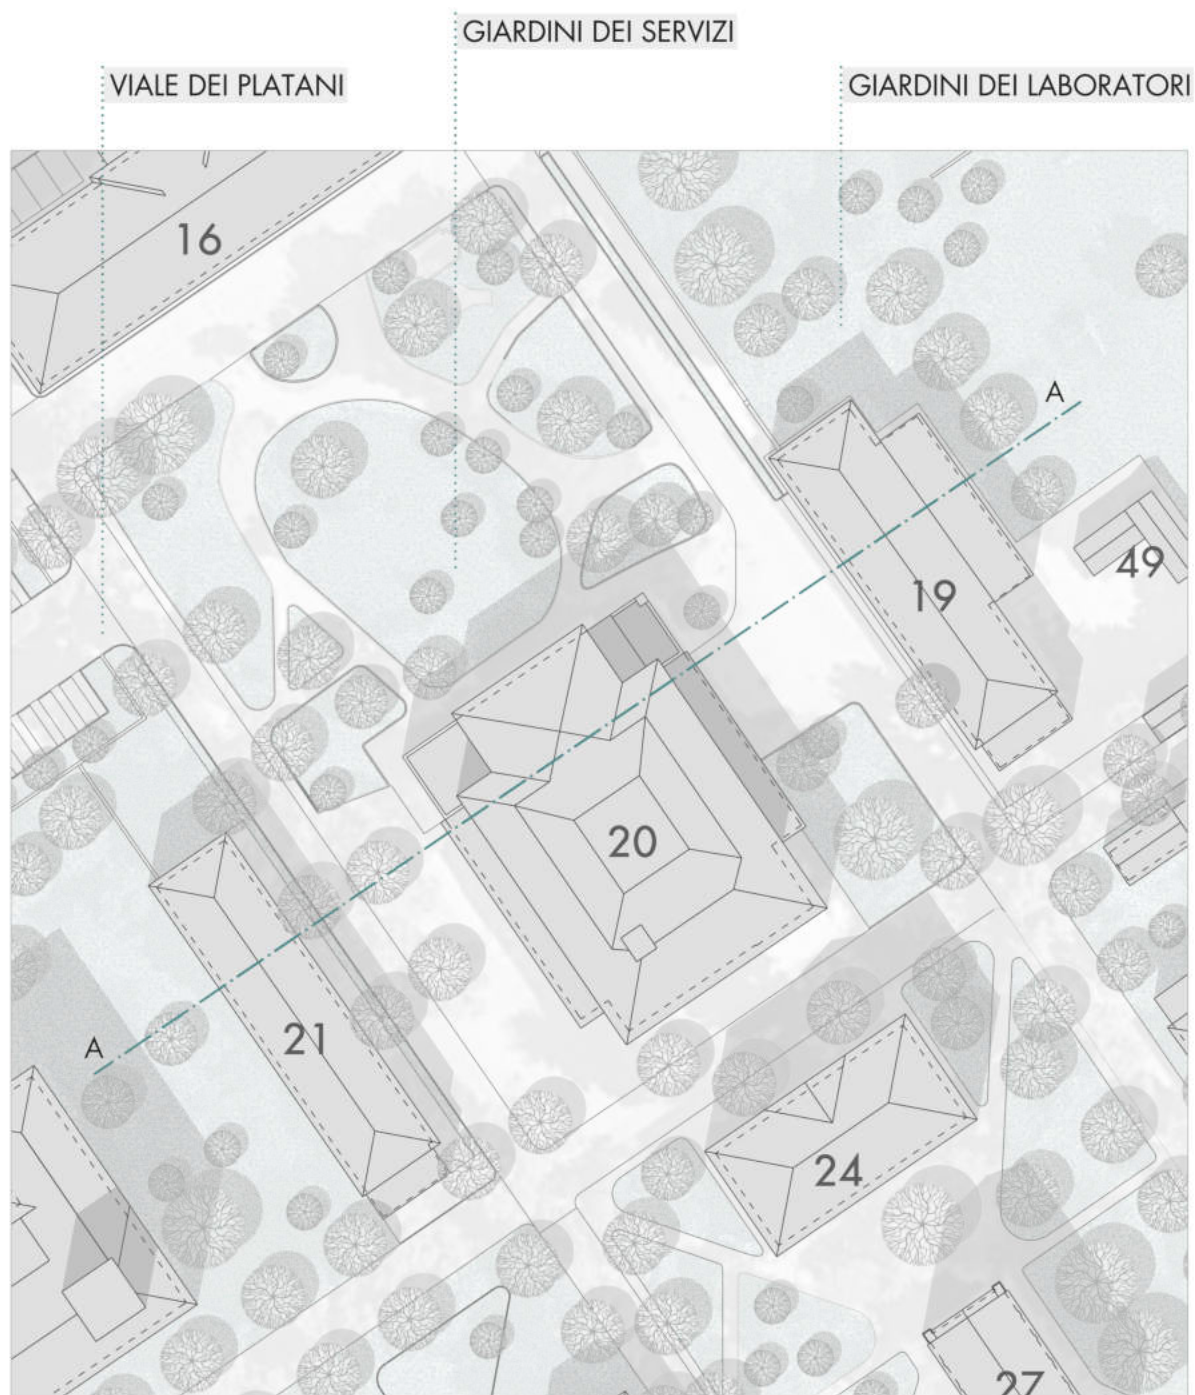 GIARDINI DEI SERVIZI
VIALE DEI PLATANI
GIARDINI DEI LABORATORI
16
A
49
19
20
21
A
24
27